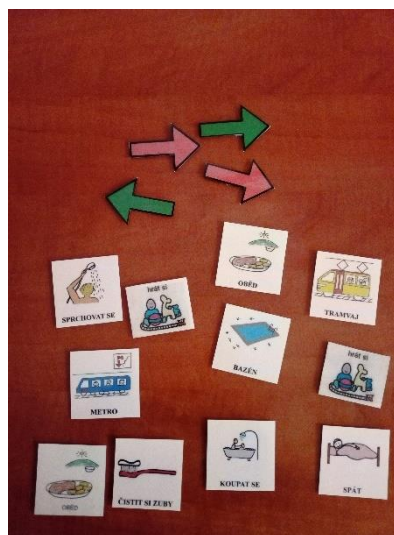 OBĚD
SPRCHOVAT SE
hrát si
TRAMVAJ
BAZÉN
hrát si
METRO
OBĚD
ČISTIT SI ZUBY
KOUPAT SE
SPÁT